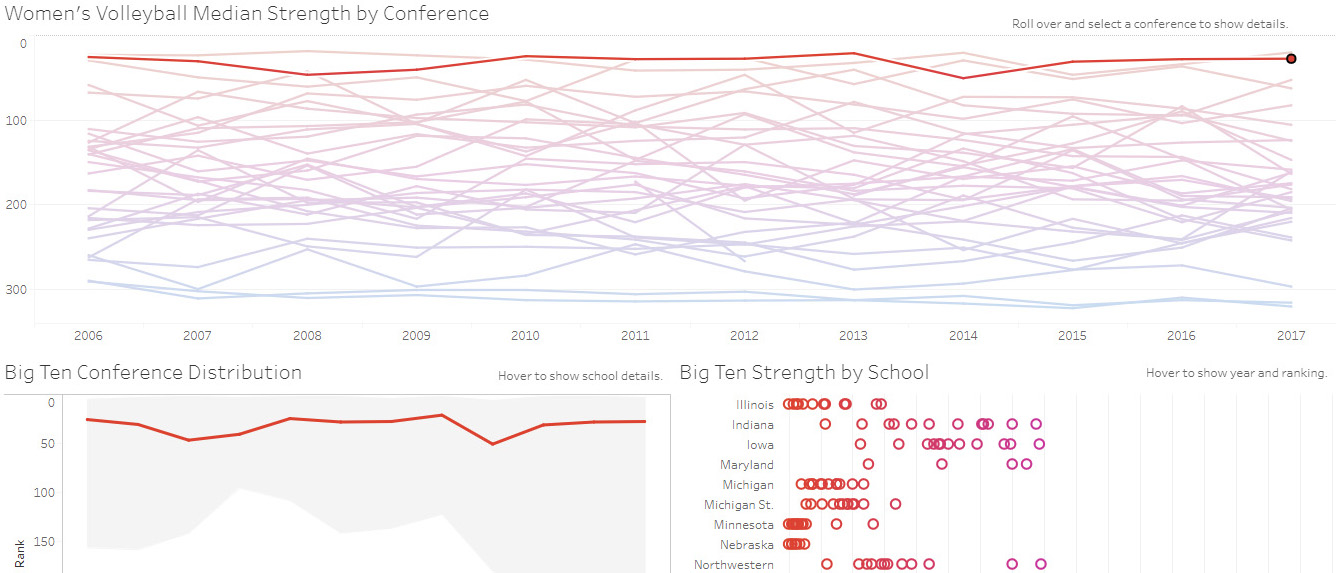 Women's Volleyball Median Strength by Conference
Roll over and select a conference to show details.
0
100
200
300
2006 2007 2008 2009 2010 2011 2012 2013 2014 2015 2016 2017
Big Ten Conference Distribution
Hover to show school details.
0
50
100
150
Rank
Big Ten Strength by School
Hover to show year and ranking.
Illinois
Indiana
Iowa
Maryland
Michigan
Michigan St.
Minnesota
Nebraska
Northwestern